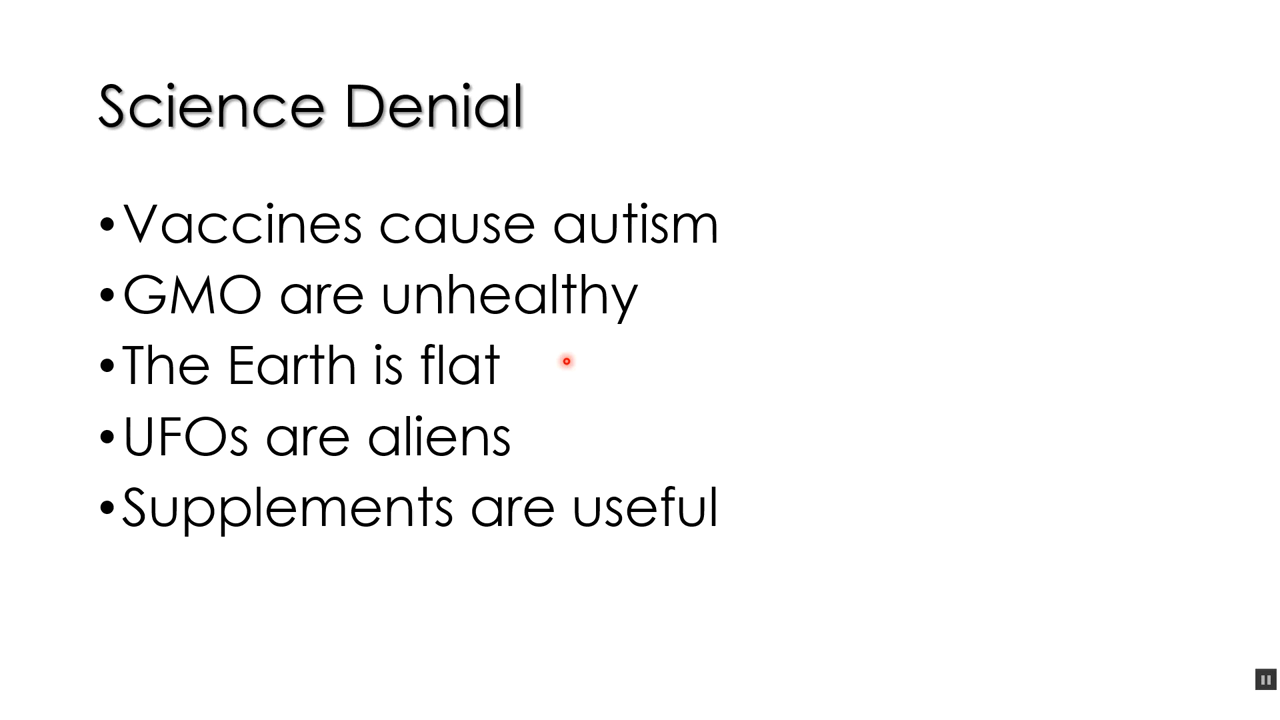 Science Denial
•Vaccines cause autism
•GMO are unhealthy
•The Earth is flat
•UFOs are aliens
•Supplements are useful